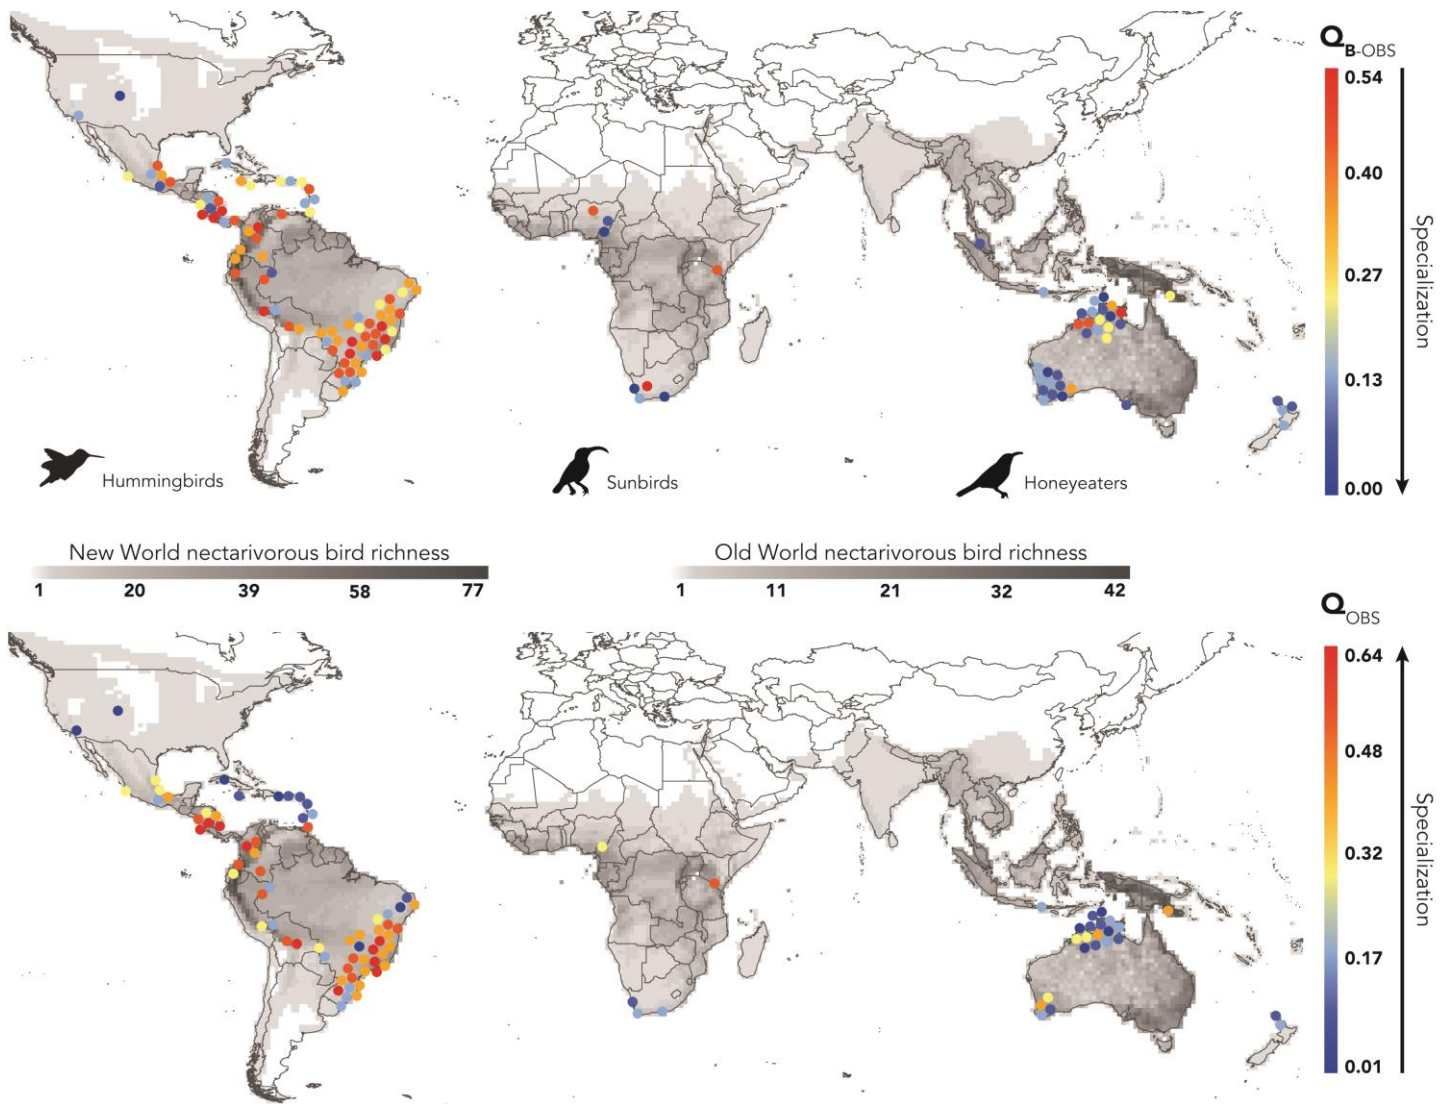 Q B-OBS
0.54
0.40
0.27
0.13
0.00
Specialization
Hummingbirds
Sunbirds
Honeyeaters
New World nectarivorous bird richness
1 20 39 58 77
Old World nectarivorous bird richness
1 11 21 32 42
Q OBS
0.64
0.48
0.32
0.17
0.01
Specialization